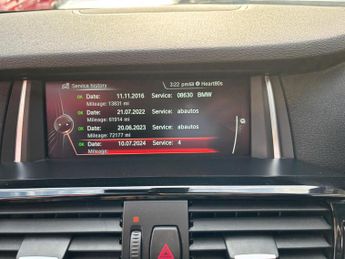 Service history 3:22 pm Heart80s
OK Date: 11.11.2016 Service: 08630 BMW
Mileage: 13831 mi
OK Date: 21.07.2022 Service: abautos
Mileage: 61914 mi
OK Date: 20.06.2023 Service: abautos
Mileage: 72177 mi
OK Date: 10.07.2024 Service: 4
Mileage: